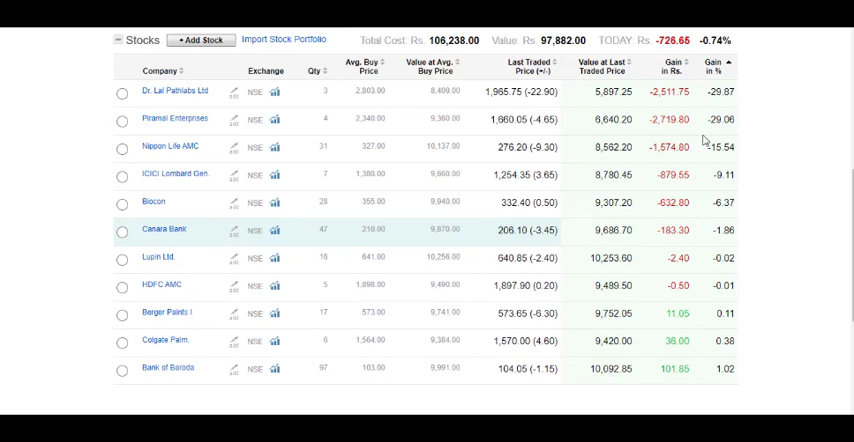 Stocks + Add Stock Import Stock Portfolio Total Cost: Rs. 106,238.00 Value: Rs 97,882.00 TODAY: Rs -726.65 -0.74%
Company Exchange Qty Avg. Buy Price Value at Avg. Buy Price Last Traded Price (+/-) Value at Last Traded Price Gain in Rs. Gain in %
Dr. Lal Pathlabs Ltd NSE 3 2,803.00 8,409.00 1,965.75 (-22.90) 5,897.25 -2,511.75 -29.87
Piramal Enterprises NSE 4 2,340.00 9,360.00 1,660.05 (-4.65) 6,640.20 -2,719.80 -29.06
Nippon Life AMC NSE 31 327.00 10,137.00 276.20 (-9.30) 8,562.20 -1,574.80 -15.54
ICICI Lombard Gen. NSE 7 1,380.00 9,660.00 1,254.35 (3.65) 8,780.45 -879.55 -9.11
Biocon NSE 28 355.00 9,940.00 332.40 (0.50) 9,307.20 -632.80 -6.37
Canara Bank NSE 47 210.00 9,870.00 206.10 (-3.45) 9,686.70 -183.30 -1.86
Lupin Ltd NSE 16 641.00 10,256.00 640.85 (-2.40) 10,253.60 -2.40 -0.02
HDFC AMC NSE 5 1,898.00 9,490.00 1,897.90 (0.20) 9,489.50 -0.50 -0.01
Berger Paints I NSE 17 573.00 9,741.00 573.65 (-6.30) 9,752.05 11.05 0.11
Colgate Palm. NSE 6 1,564.00 9,384.00 1,570.00 (4.60) 9,420.00 36.00 0.38
Bank of Baroda NSE 97 103.00 9,991.00 104.05 (-1.15) 10,092.85 101.85 1.02